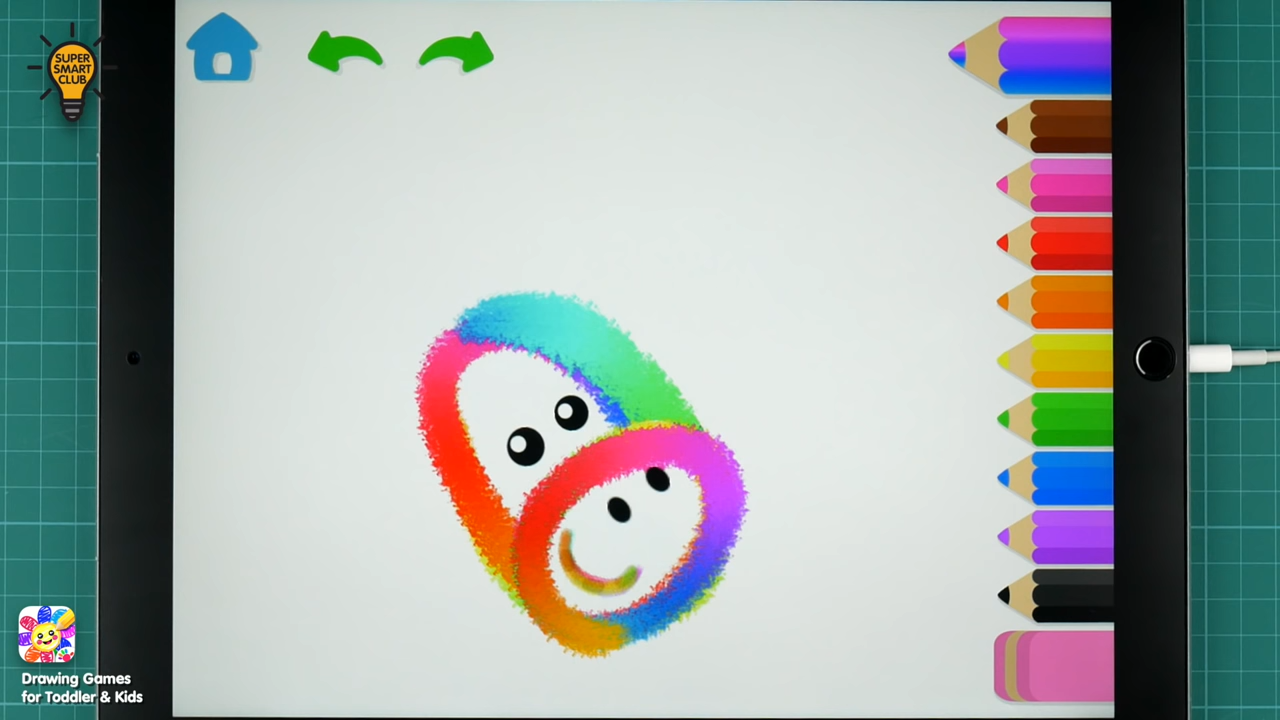 SUPER
SMART
CLUB
Drawing Games
for Toddler & Kids